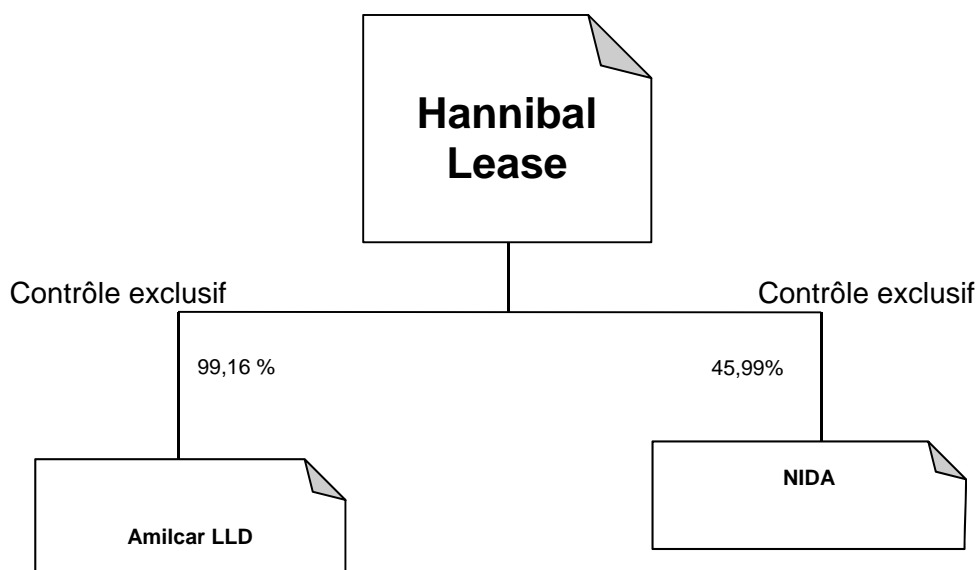 Hannibal
Lease
Contrôle exclusif
Contrôle exclusif
99,16 %
45,99%
NIDA
Amilcar LLD